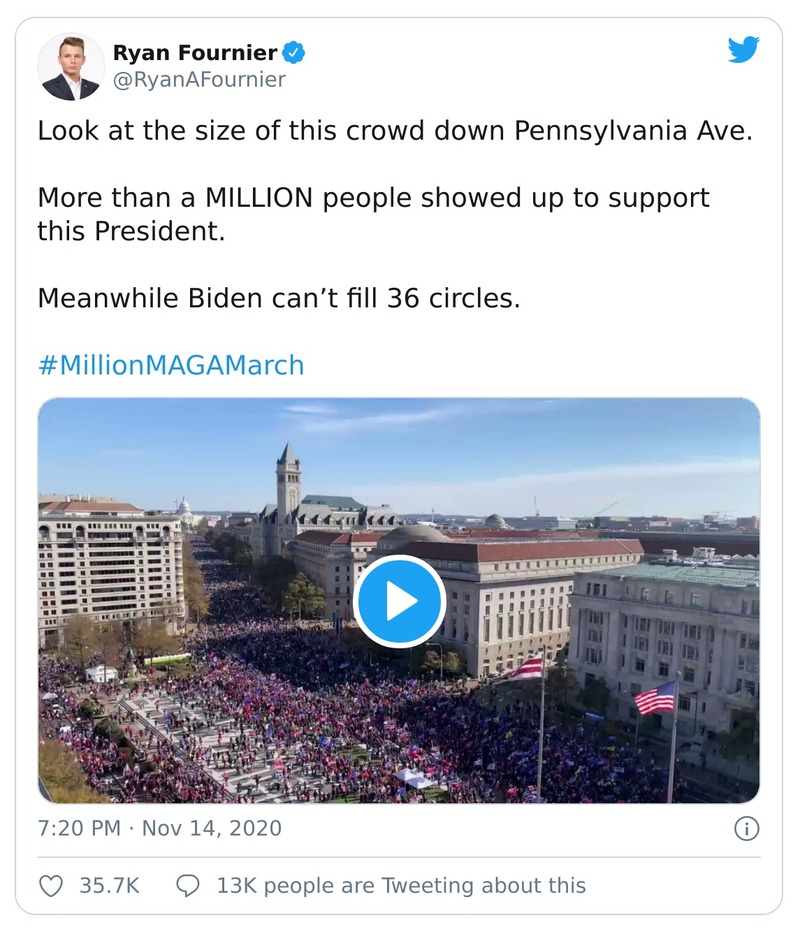 Ryan Fournier
@RyanAFournier
Look at the size of this crowd down Pennsylvania Ave.
More than a MILLION people showed up to support
this President.
Meanwhile Biden can’t fill 36 circles.
#MillionMAGAMarch
7:20 PM · Nov 14, 2020
35.7K
13K people are Tweeting about this